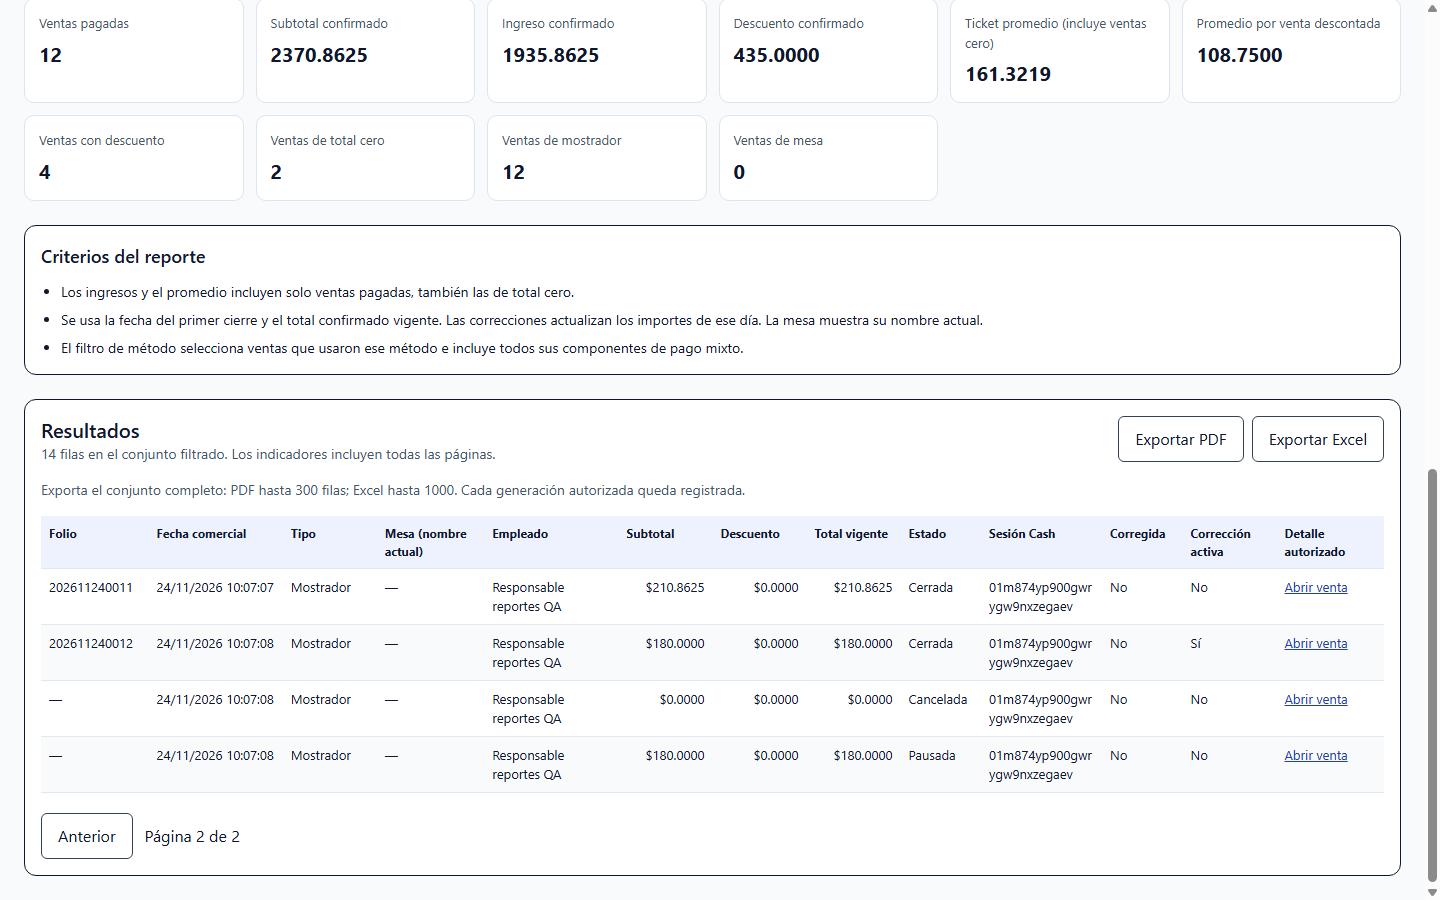 Ventas pagadas
12
Subtotal confirmado
2370.8625
Ingreso confirmado
1935.8625
Descuento confirmado
435.0000
Ticket promedio (incluye ventas
cero)
161.3219
Promedio por venta descontada
108.7500
Ventas con descuento
4
Ventas de total cero
2
Ventas de mostrador
12
Ventas de mesa
0
Criterios del reporte
• Los ingresos y el promedio incluyen solo ventas pagadas, también las de total cero.
• Se usa la fecha del primer cierre y el total confirmado vigente. Las correcciones actualizan los importes de ese día. La mesa muestra su nombre actual.
• El filtro de método selecciona ventas que usaron ese método e incluye todos sus componentes de pago mixto.
Resultados
14 filas en el conjunto filtrado. Los indicadores incluyen todas las páginas.
Exportar PDF
Exportar Excel
Exporta el conjunto completo: PDF hasta 300 filas; Excel hasta 1000. Cada generación autorizada queda registrada.
Folio Fecha comercial Tipo Mesa (nombre actual) Empleado Subtotal Descuento Total vigente Estado Sesión Cash Corregida Corrección activa Detalle autorizado
202611240011 24/11/2026 10:07:07 Mostrador — Responsable reportes QA $210.8625 $0.0000 $210.8625 Cerrada 01m874yp900gwrygw9nxzegaev No No Abrir venta
202611240012 24/11/2026 10:07:08 Mostrador — Responsable reportes QA $180.0000 $0.0000 $180.0000 Cerrada 01m874yp900gwrygw9nxzegaev No Sí Abrir venta
— 24/11/2026 10:07:08 Mostrador — Responsable reportes QA $0.0000 $0.0000 $0.0000 Cancelada 01m874yp900gwrygw9nxzegaev No No Abrir venta
— 24/11/2026 10:07:08 Mostrador — Responsable reportes QA $180.0000 $0.0000 $180.0000 Pausada 01m874yp900gwrygw9nxzegaev No No Abrir venta
Anterior
Página 2 de 2